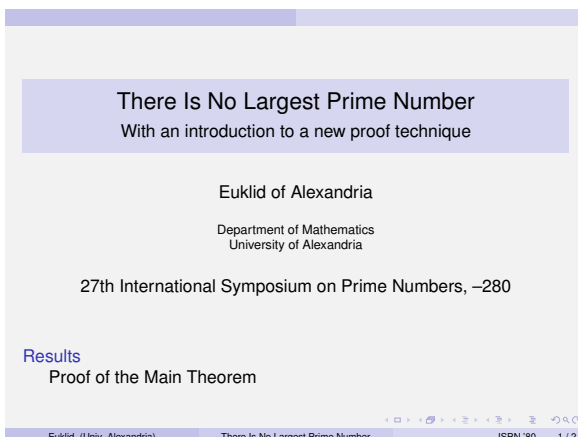 There Is No Largest Prime Number
With an introduction to a new proof technique
Euklid of Alexandria
Department of Mathematics
University of Alexandria
27th International Symposium on Prime Numbers, –280
Results
Proof of the Main Theorem
Euklid (Univ. Alexandria) There Is No Largest Prime Number ISPN '80 1 / 2